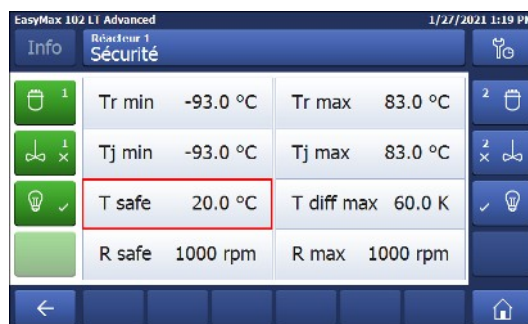 EasyMax 102 LT Advanced 1/27/2021 1:19 PM
Info Réacteur 1
Sécurité
1 Tr min -93.0 °C Tr max 83.0 °C 2
1 Tj min -93.0 °C Tj max 83.0 °C 2
T safe 20.0 °C T diff max 60.0 K
R safe 1000 rpm R max 1000 rpm